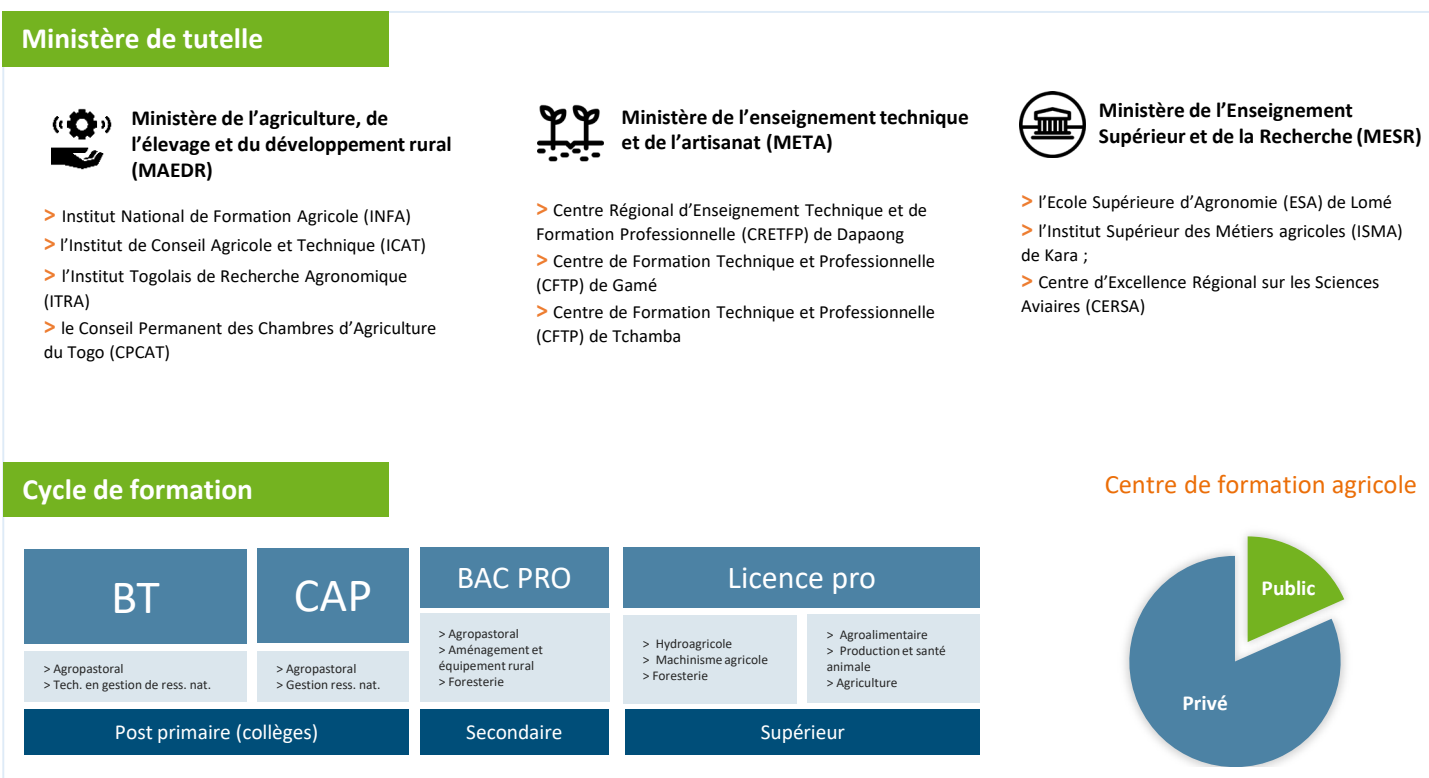 Ministère de tutelle
Ministère de l’agriculture, de
l’élevage et du développement rural
(MAEDR)
> Institut National de Formation Agricole (INFA)
> l’Institut de Conseil Agricole et Technique (ICAT)
> l’Institut Togolais de Recherche Agronomique
(ITRA)
> le Conseil Permanent des Chambres d’Agriculture
du Togo (CPCAT)
Ministère de l’enseignement technique
et de l’artisanat (META)
> Centre Régional d’Enseignement Technique et de
Formation Professionnelle (CRETFP) de Dapaong
> Centre de Formation Technique et Professionnelle
(CFTP) de Gamé
> Centre de Formation Technique et Professionnelle
(CFTP) de Tchamba
Ministère de l’Enseignement
Supérieur et de la Recherche (MESR)
> l’Ecole Supérieure d’Agronomie (ESA) de Lomé
> l’Institut Supérieur des Métiers agricoles (ISMA)
de Kara ;
> Centre d’Excellence Régional sur les Sciences
Aviaires (CERSA)
Cycle de formation
BT
> Agropastoral
> Tech. en gestion de ress. nat.
CAP
> Agropastoral
> Gestion ress. nat.
Post primaire (collèges)
BAC PRO
> Agropastoral
> Aménagement et
équipement rural
> Foresterie
Secondaire
Licence pro
> Hydroagricole
> Machinisme agricole
> Foresterie
> Agroalimentaire
> Production et santé
animale
> Agriculture
Supérieur
Centre de formation agricole
Public
Privé